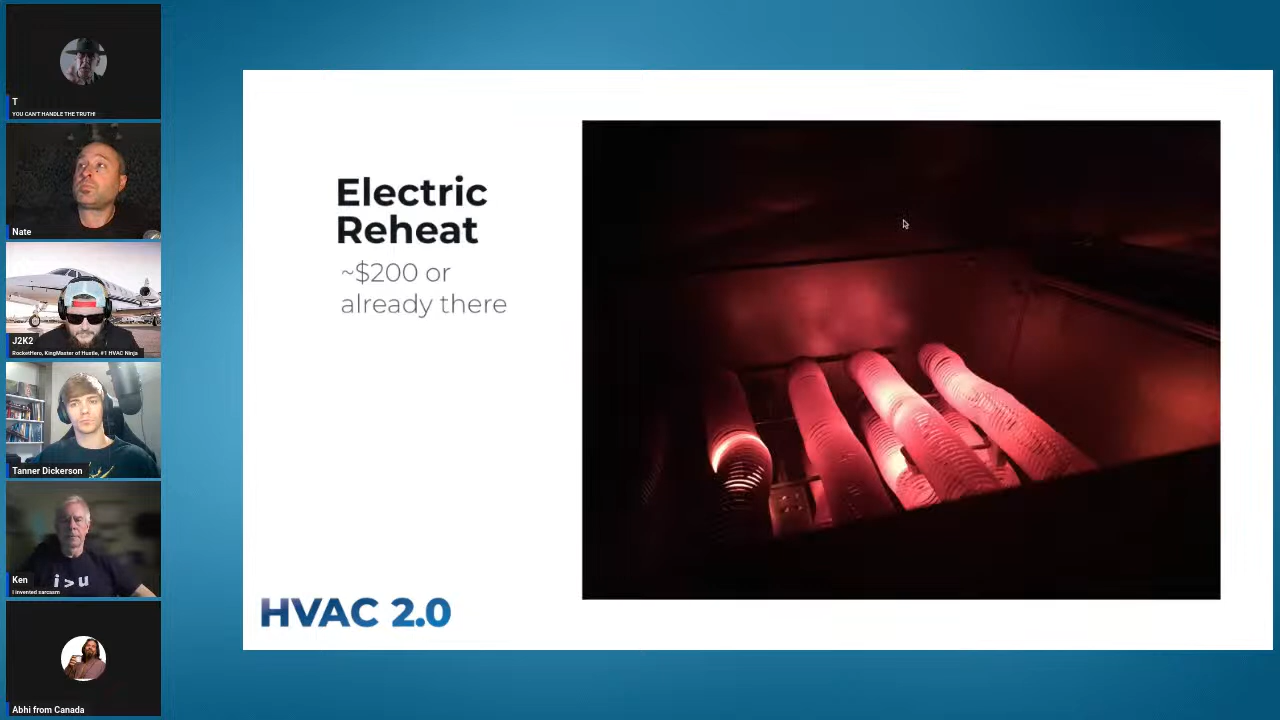 T
YOU CAN'T HANDLE THE TRUTH!
Nate
J2K2
RocketHero, KingMaster of Hustle, #1 HVAC Ninja
Tanner Dickerson
Ken
I invented sarcasm
i > u
Abhi from Canada
Electric
Reheat
~$200 or
already there
HVAC 2.0